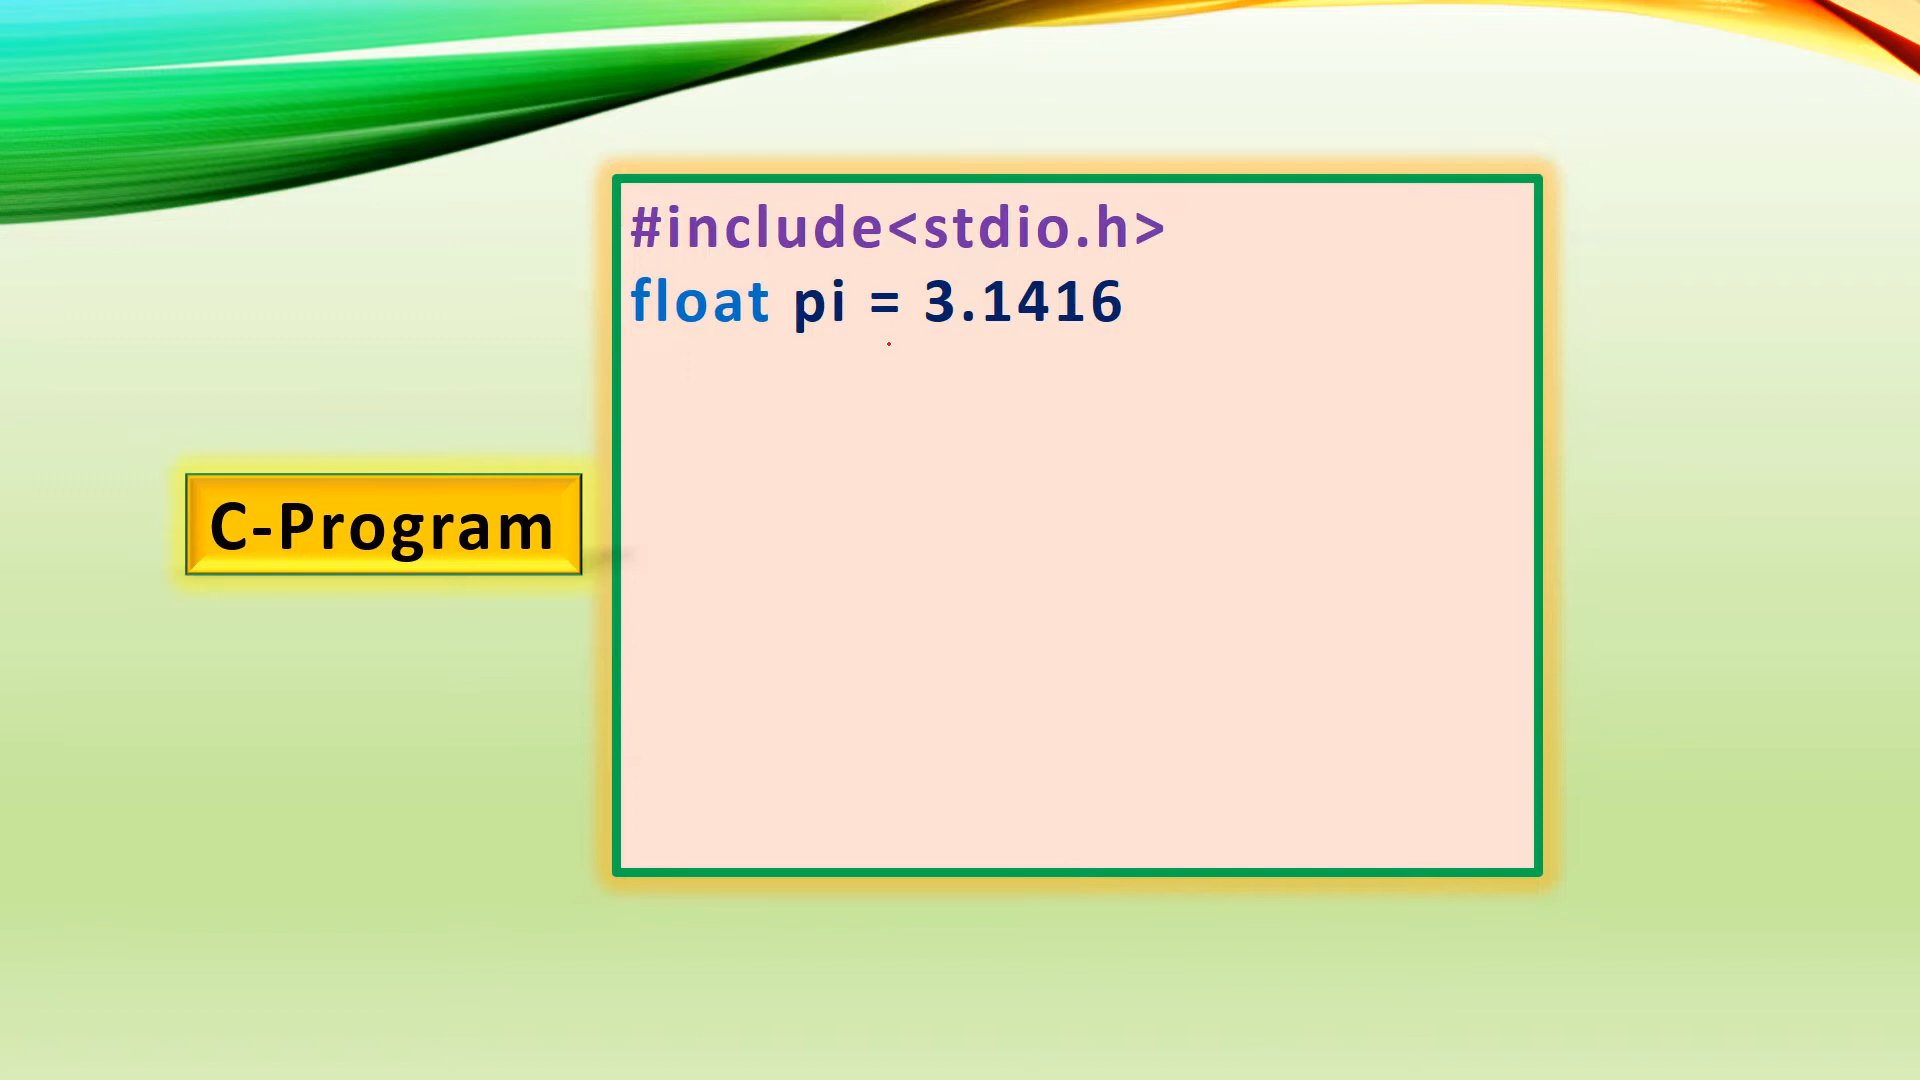 #include<stdio.h>
float pi = 3.1416
C-Program